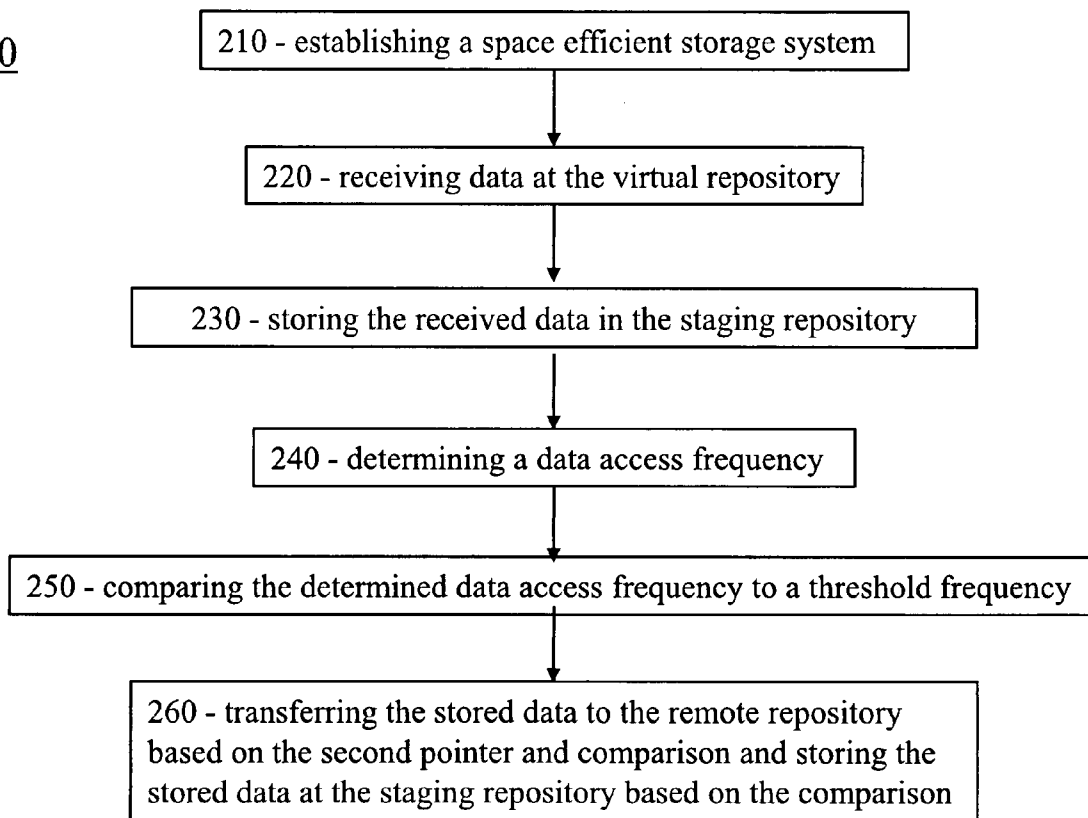 0
210 - establishing a space efficient storage system
220 - receiving data at the virtual repository
230 - storing the received data in the staging repository
240 - determining a data access frequency
250 - comparing the determined data access frequency to a threshold frequency
260 - transferring the stored data to the remote repository
based on the second pointer and comparison and storing the
stored data at the staging repository based on the comparison